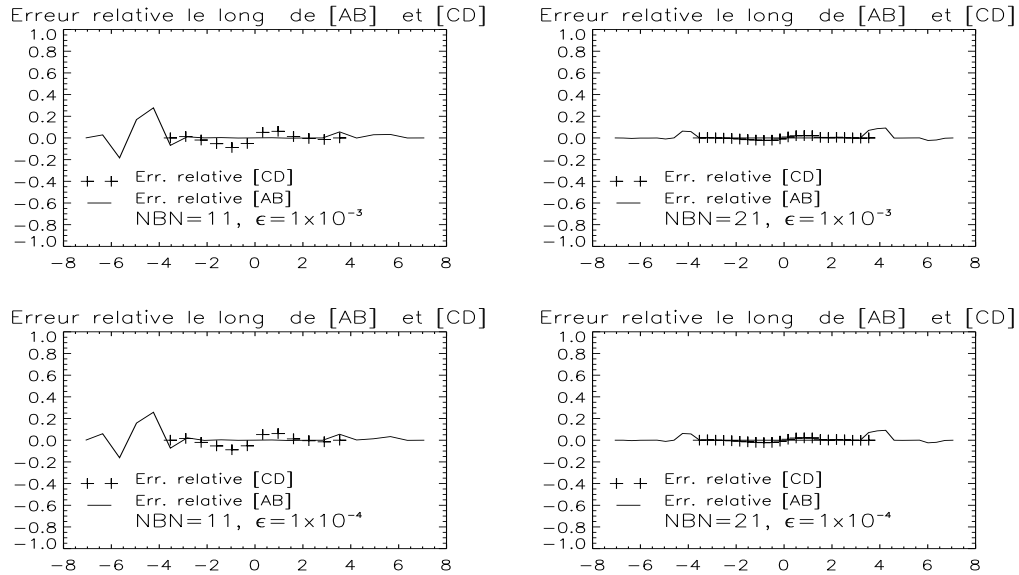 Erreur relative le long de [AB] et [CD]
1.0
0.8
0.6
0.4
0.2
0.0
−0.2
−0.4
−0.6
−0.8
−1.0
Err. relative [CD]
Err. relative [AB]
NBN=11, ϵ=1×10⁻³
−8 −6 −4 −2 0 2 4 6 8
Erreur relative le long de [AB] et [CD]
1.0
0.8
0.6
0.4
0.2
0.0
−0.2
−0.4
−0.6
−0.8
−1.0
Err. relative [CD]
Err. relative [AB]
NBN=21, ϵ=1×10⁻³
−8 −6 −4 −2 0 2 4 6 8
Erreur relative le long de [AB] et [CD]
1.0
0.8
0.6
0.4
0.2
0.0
−0.2
−0.4
−0.6
−0.8
−1.0
Err. relative [CD]
Err. relative [AB]
NBN=11, ϵ=1×10⁻⁴
−8 −6 −4 −2 0 2 4 6 8
Erreur relative le long de [AB] et [CD]
1.0
0.8
0.6
0.4
0.2
0.0
−0.2
−0.4
−0.6
−0.8
−1.0
Err. relative [CD]
Err. relative [AB]
NBN=21, ϵ=1×10⁻⁴
−8 −6 −4 −2 0 2 4 6 8